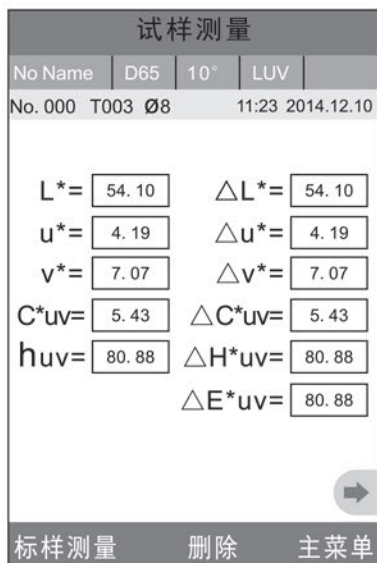 试样测量
No Name D65 10° LUV
No. 000 T003 Ø8 11:23 2014.12.10
L*= 54.10 △L*= 54.10
u*= 4.19 △u*= 4.19
v*= 7.07 △v*= 7.07
C*uv= 5.43 △C*uv= 5.43
huv= 80.88 △H*uv= 80.88
△E*uv= 80.88
标样测量 删除 主菜单